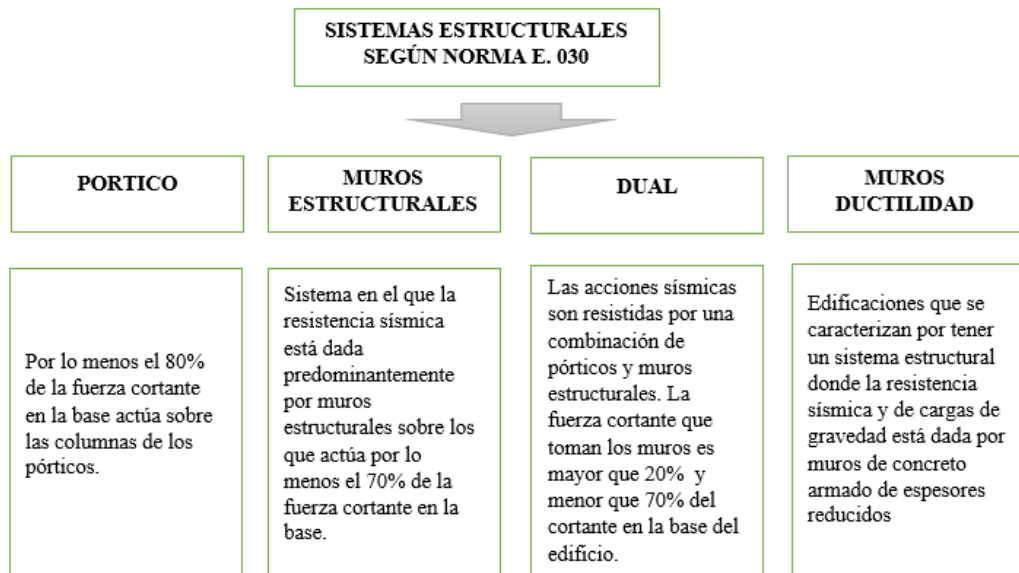 SISTEMAS ESTRUCTURALES
SEGÚN NORMA E. 030
PORTICO
MUROS
ESTRUCTURALES
DUAL
MUROS
DUCTILIDAD
Por lo menos el 80%
de la fuerza cortante
en la base actúa sobre
las columnas de los
pórticos.
Sistema en el que la
resistencia sísmica
está dada
predominantemente
por muros
estructurales sobre los
que actúa por lo
menos el 70% de la
fuerza cortante en la
base.
Las acciones sísmicas
son resistidas por una
combinación de
pórticos y muros
estructurales. La
fuerza cortante que
toman los muros es
mayor que 20% y
menor que 70% del
cortante en la base del
edificio.
Edificaciones que se
caracterizan por tener
un sistema estructural
donde la resistencia
sísmica y de cargas de
gravedad está dada por
muros de concreto
armado de espesores
reducidos